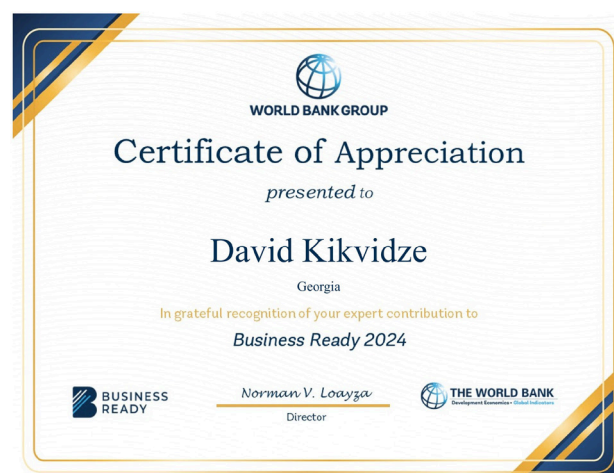 WORLD BANK GROUP
Certificate of Appreciation
presented to
David Kikvidze
Georgia
In grateful recognition of your expert contribution to
Business Ready 2024
BUSINESS
READY
Norman V. Loayza
Director
THE WORLD BANK
Development Economics • Global Indicators